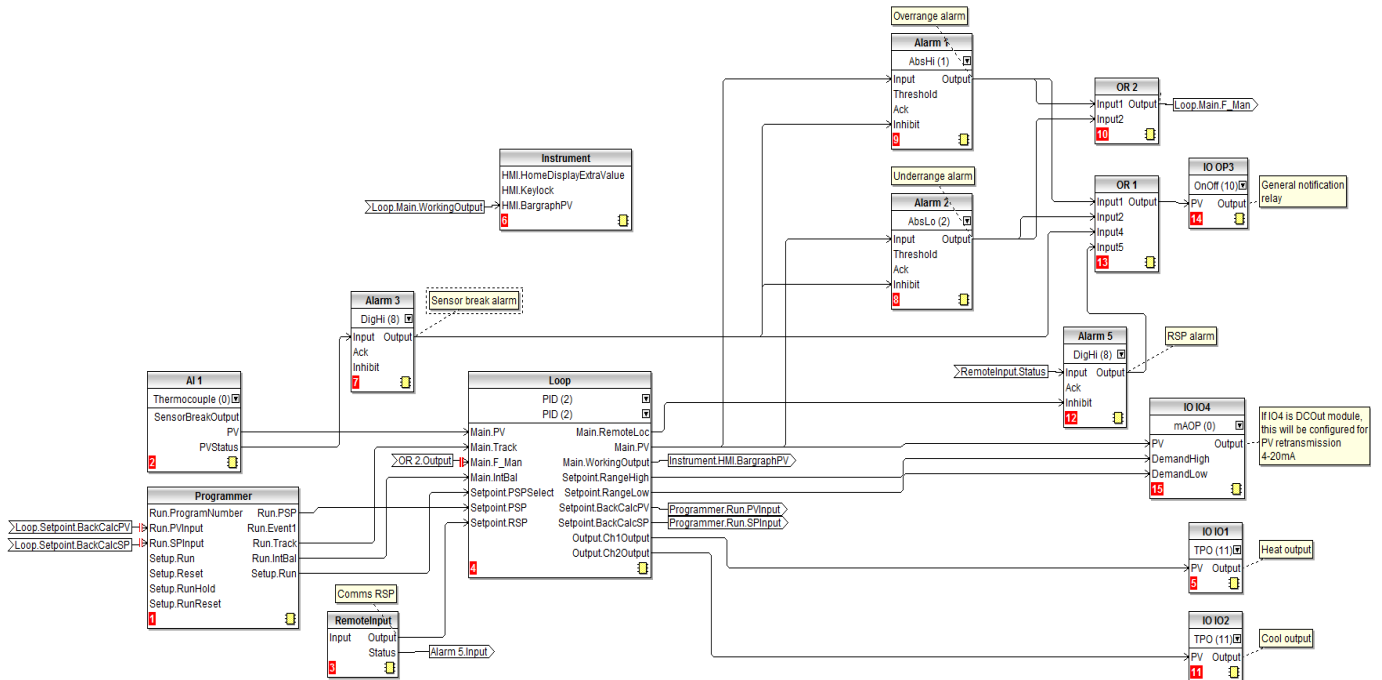 Overrange alarm
Alarm 1
AbsHi (1)
Input Output
Threshold
Ack
Inhibit
9
OR 2
Input1 Output
Input2
10
Loop.Main.F_Man
Instrument
HMI.HomeDisplayExtraValue
HMI.Keylock
HMI.BargraphPV
6
Loop.Main.WorkingOutput
Underrange alarm
Alarm 2
AbsLo (2)
Input Output
Threshold
Ack
Inhibit
8
OR 1
Input1 Output
Input2
Input4
Input5
13
IO OP3
OnOff (10)
PV Output
14
General notification
relay
Alarm 3
DigHi (8)
Input Output
Ack
Inhibit
7
Sensor break alarm
Alarm 5
DigHi (8)
Input Output
Ack
Inhibit
12
RemoteInput.Status
RSP alarm
AI 1
Thermocouple (0)
SensorBreakOutput
PV
PVStatus
2
Loop
PID (2)
PID (2)
Main.RemoteLoc
Main.PV Main.PV
Main.Track
Main.F_Man Main.WorkingOutput
Main.IntBal Setpoint.RangeHigh
Setpoint.PSPSelect Setpoint.RangeLow
Setpoint.PSP Setpoint.BackCalcPV
Setpoint.RSP Setpoint.BackCalcSP
Output.Ch1Output
Output.Ch2Output
4
OR 2.Output
Instrument.HMI.BargraphPV
Programmer.Run.PVInput
Programmer.Run.SPInput
IO IO4
mAOP (0)
PV Output
DemandHigh
DemandLow
15
If IO4 is DCOut module,
this will be configured for
PV retransmission
4-20mA
Programmer
Run.ProgramNumber Run.PSP
Run.PVInput Run.Event1
Run.SPInput Run.Track
Setup.Run Run.IntBal
Setup.Reset Setup.Run
Setup.RunHold
Setup.RunReset
1
Loop.Setpoint.BackCalcPV
Loop.Setpoint.BackCalcSP
IO IO1
TPO (11)
PV Output
5
Heat output
Comms RSP
RemoteInput
Input Output
Status
3
Alarm 5.Input
IO IO2
TPO (11)
PV Output
11
Cool output